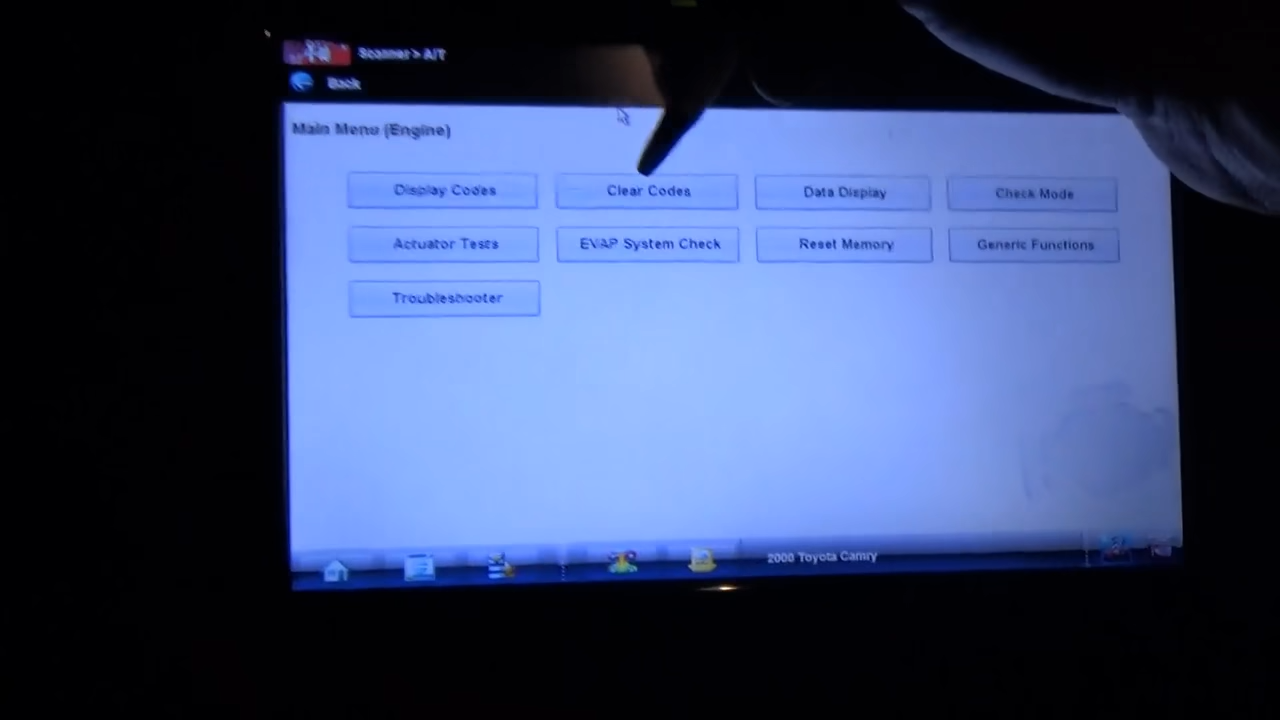 Scanner > A/T
Back
Main Menu (Engine)
Display Codes
Clear Codes
Data Display
Check Mode
Actuator Tests
EVAP System Check
Reset Memory
Generic Functions
Troubleshooter
2000 Toyota Camry